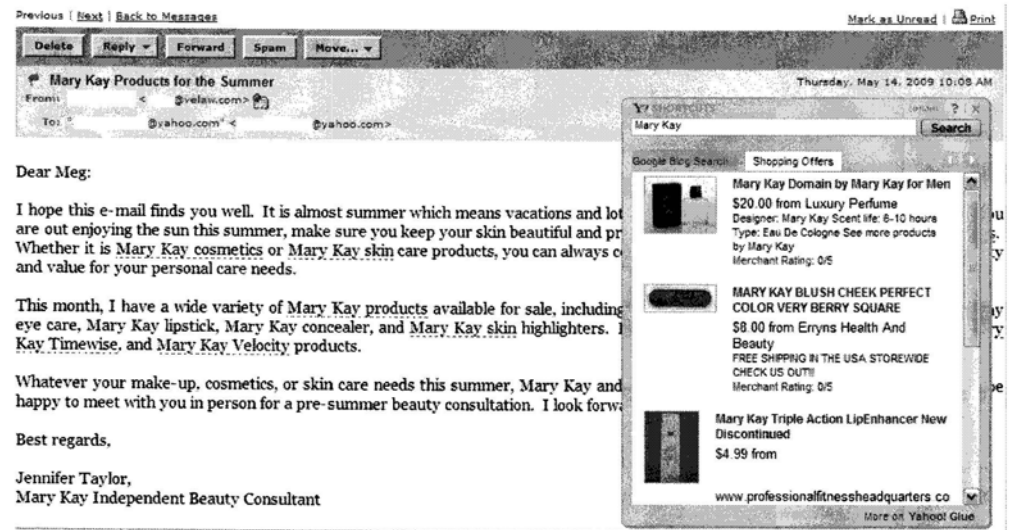 Previous | Next | Back to Messages
Mark as Unread | Print
Delete Reply Forward Spam Move...
Mary Kay Products for the Summer
Thursday, May 14, 2009 10:08 AM
From: < @velaw.com>
To: " @yahoo.com" < @yahoo.com>
Dear Meg:
I hope this e-mail finds you well. It is almost summer which means vacations and lot
are out enjoying the sun this summer, make sure you keep your skin beautiful and pr
Whether it is Mary Kay cosmetics or Mary Kay skin care products, you can always c
and value for your personal care needs.
This month, I have a wide variety of Mary Kay products available for sale, including
eye care, Mary Kay lipstick, Mary Kay concealer, and Mary Kay skin highlighters.
Kay Timewise, and Mary Kay Velocity products.
Whatever your make-up, cosmetics, or skin care needs this summer, Mary Kay and
happy to meet with you in person for a pre-summer beauty consultation. I look forw
Best regards,
Jennifer Taylor,
Mary Kay Independent Beauty Consultant
Y! SHORTCUTS ? ×
Mary Kay Search
Google Blog Search Shopping Offers
Mary Kay Domain by Mary Kay for Men
$20.00 from Luxury Perfume
Designer: Mary Kay Scent life: 6-10 hours
Type: Eau De Cologne See more products
by Mary Kay
Merchant Rating: 0/5
MARY KAY BLUSH CHEEK PERFECT
COLOR VERY BERRY SQUARE
$8.00 from Erryns Health And
Beauty
FREE SHIPPING IN THE USA STOREWIDE
CHECK US OUT!!!
Merchant Rating: 0/5
Mary Kay Triple Action LipEnhancer New
Discontinued
$4.99 from
www.professionalfitnessheadquarters.co
More on Yahoo! Glue